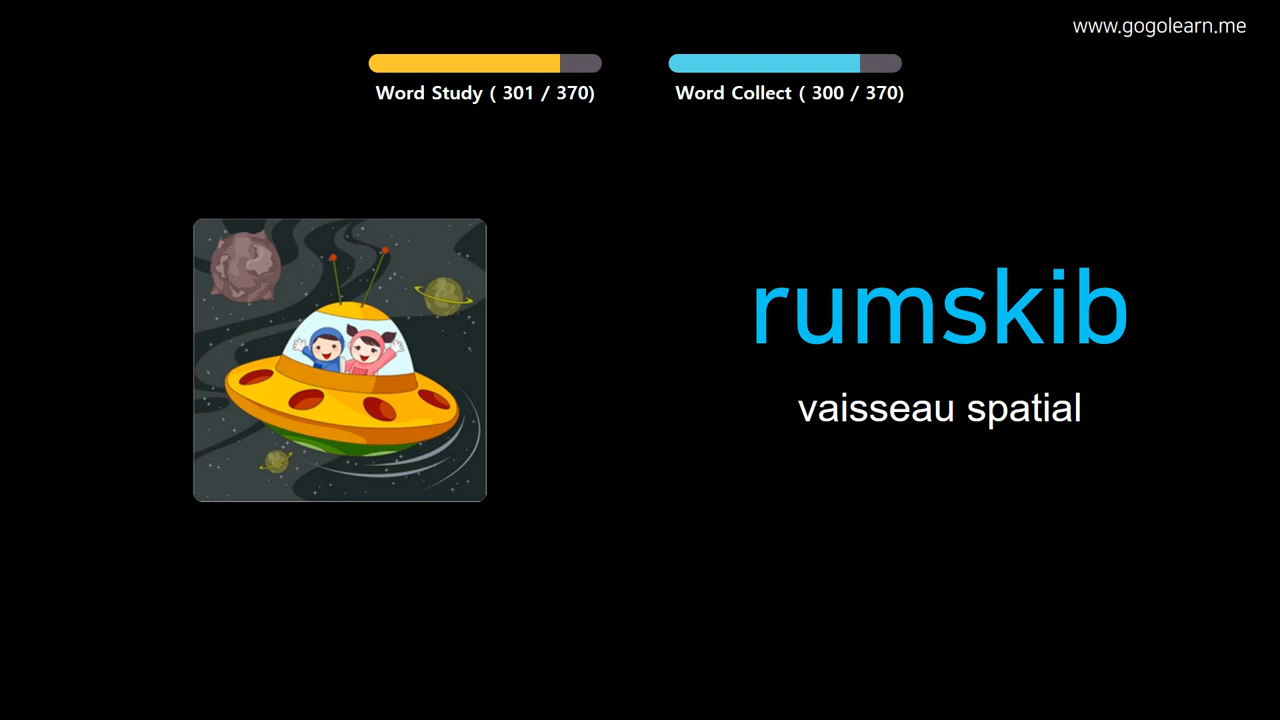 www.gogolearn.me
Word Study ( 301 / 370)
Word Collect ( 300 / 370)
rumskib
vaisseau spatial